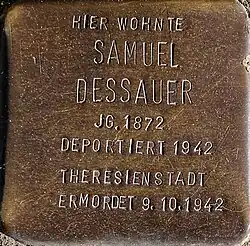 HIER WOHNTE
SAMUEL
DESSAUER
JG. 1872
DEPORTIERT 1942
THERESIENSTADT
ERMORDET 9.10.1942